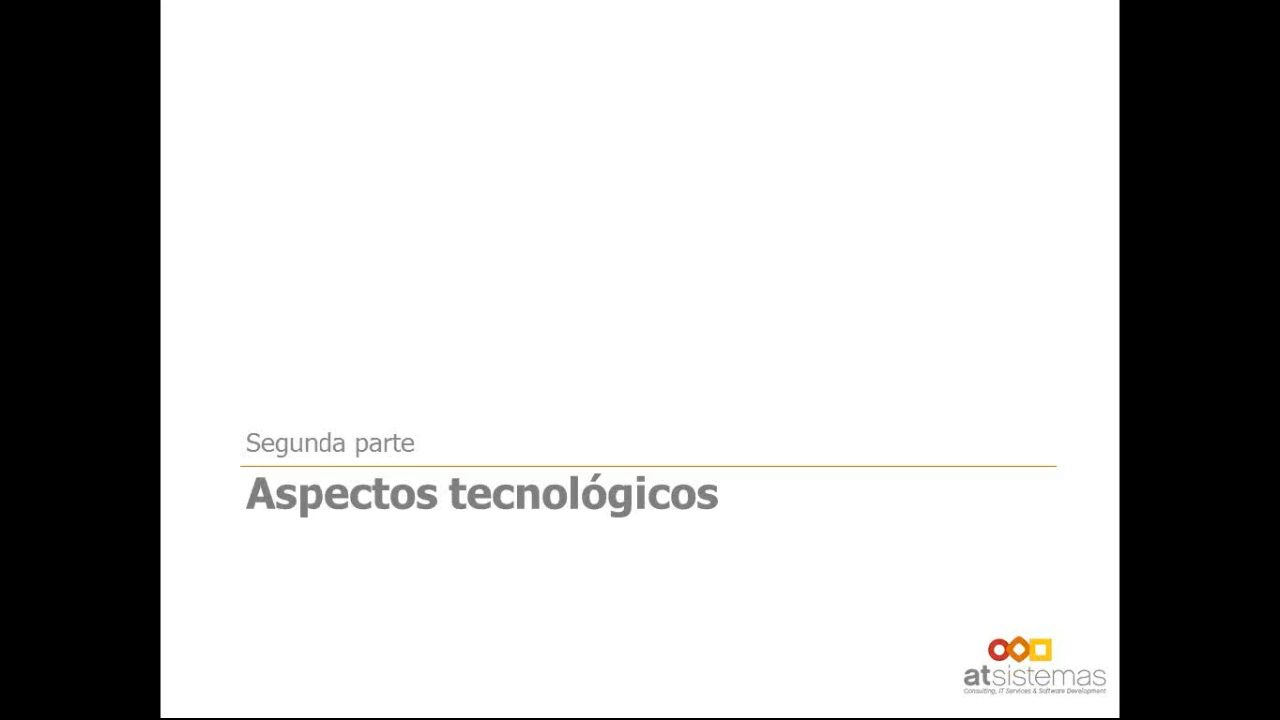 Segunda parte
Aspectos tecnológicos
atsistemas
Consulting, IT Services & Software Development